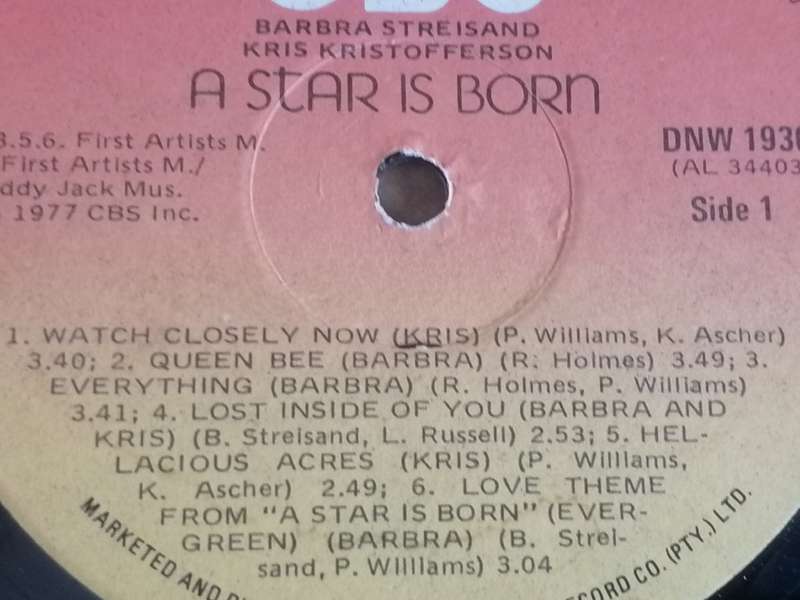 CBS
BARBRA STREISAND
KRIS KRISTOFFERSON
A STAR IS BORN
3.5.6. First Artists M.
First Artists M./
ddy Jack Mus.
1977 CBS Inc.
DNW 1930
(AL 34403
Side 1
1. WATCH CLOSELY NOW (KRIS) (P. Williams, K. Ascher)
3.40; 2. QUEEN BEE (BARBRA) (R. Holmes) 3.49; 3.
EVERYTHING (BARBRA) (R. Holmes, P. Williams)
3.41; 4. LOST INSIDE OF YOU (BARBRA AND
KRIS) (B. Streisand, L. Russell) 2.53; 5. HEL-
LACIOUS ACRES (KRIS) (P. Williams,
K. Ascher) 2.49; 6. LOVE THEME
FROM "A STAR IS BORN" (EVER-
GREEN) (BARBRA) (B. Strei-
sand, P. Williams) 3.04
MARKETED AND
ECORD CO. (PTY.) LTD.